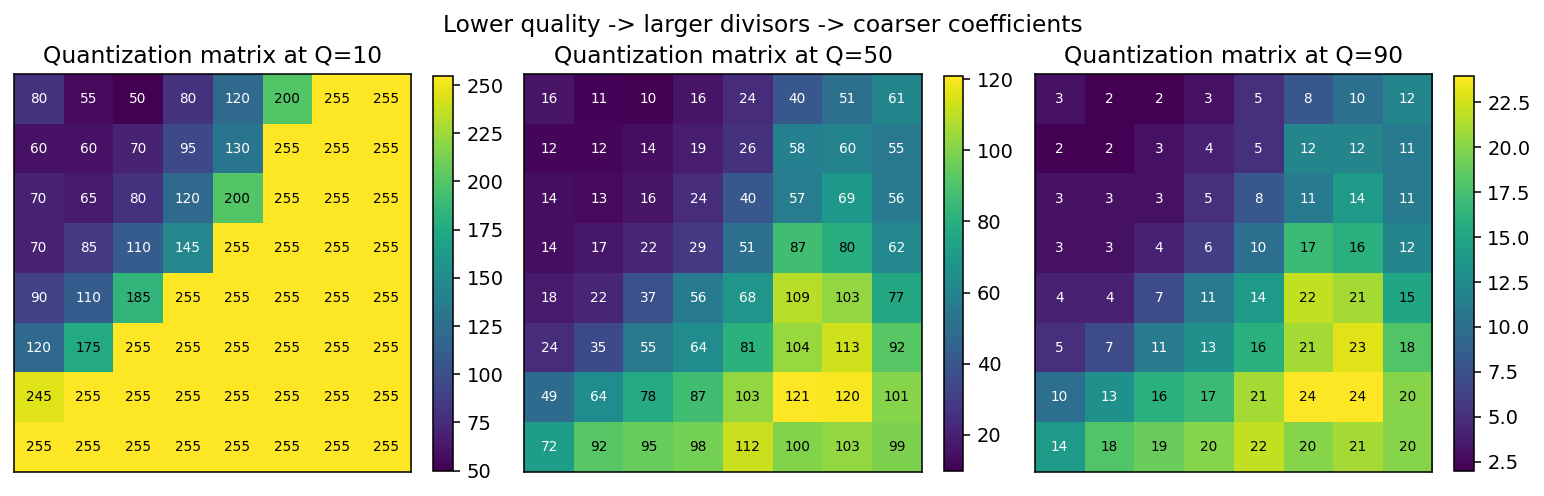 Lower quality -> larger divisors -> coarser coefficients
Quantization matrix at Q=10
80 55 50 80 120 200 255 255
60 60 70 95 130 255 255 255
70 65 80 120 200 255 255 255
70 85 110 145 255 255 255 255
90 110 185 255 255 255 255 255
120 175 255 255 255 255 255 255
245 255 255 255 255 255 255 255
255 255 255 255 255 255 255 255
250
225
200
175
150
125
100
75
50
Quantization matrix at Q=50
16 11 10 16 24 40 51 61
12 12 14 19 26 58 60 55
14 13 16 24 40 57 69 56
14 17 22 29 51 87 80 62
18 22 37 56 68 109 103 77
24 35 55 64 81 104 113 92
49 64 78 87 103 121 120 101
72 92 95 98 112 100 103 99
120
100
80
60
40
20
Quantization matrix at Q=90
3 2 2 3 5 8 10 12
2 2 3 4 5 12 12 11
3 3 3 5 8 11 14 11
3 3 4 6 10 17 16 12
4 4 7 11 14 22 21 15
5 7 11 13 16 21 23 18
10 13 16 17 21 24 24 20
14 18 19 20 22 20 21 20
22.5
20.0
17.5
15.0
12.5
10.0
7.5
5.0
2.5